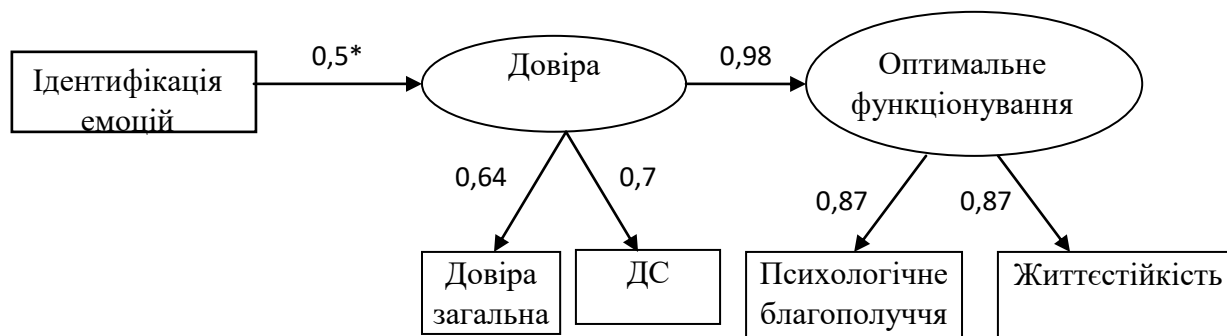 Ідентифікація
емоцій
0,5*
Довіра
0,98
Оптимальне
функціонування
0,64
0,7
0,87
0,87
Довіра
загальна
ДС
Психологічне
благополуччя
Життєстійкість